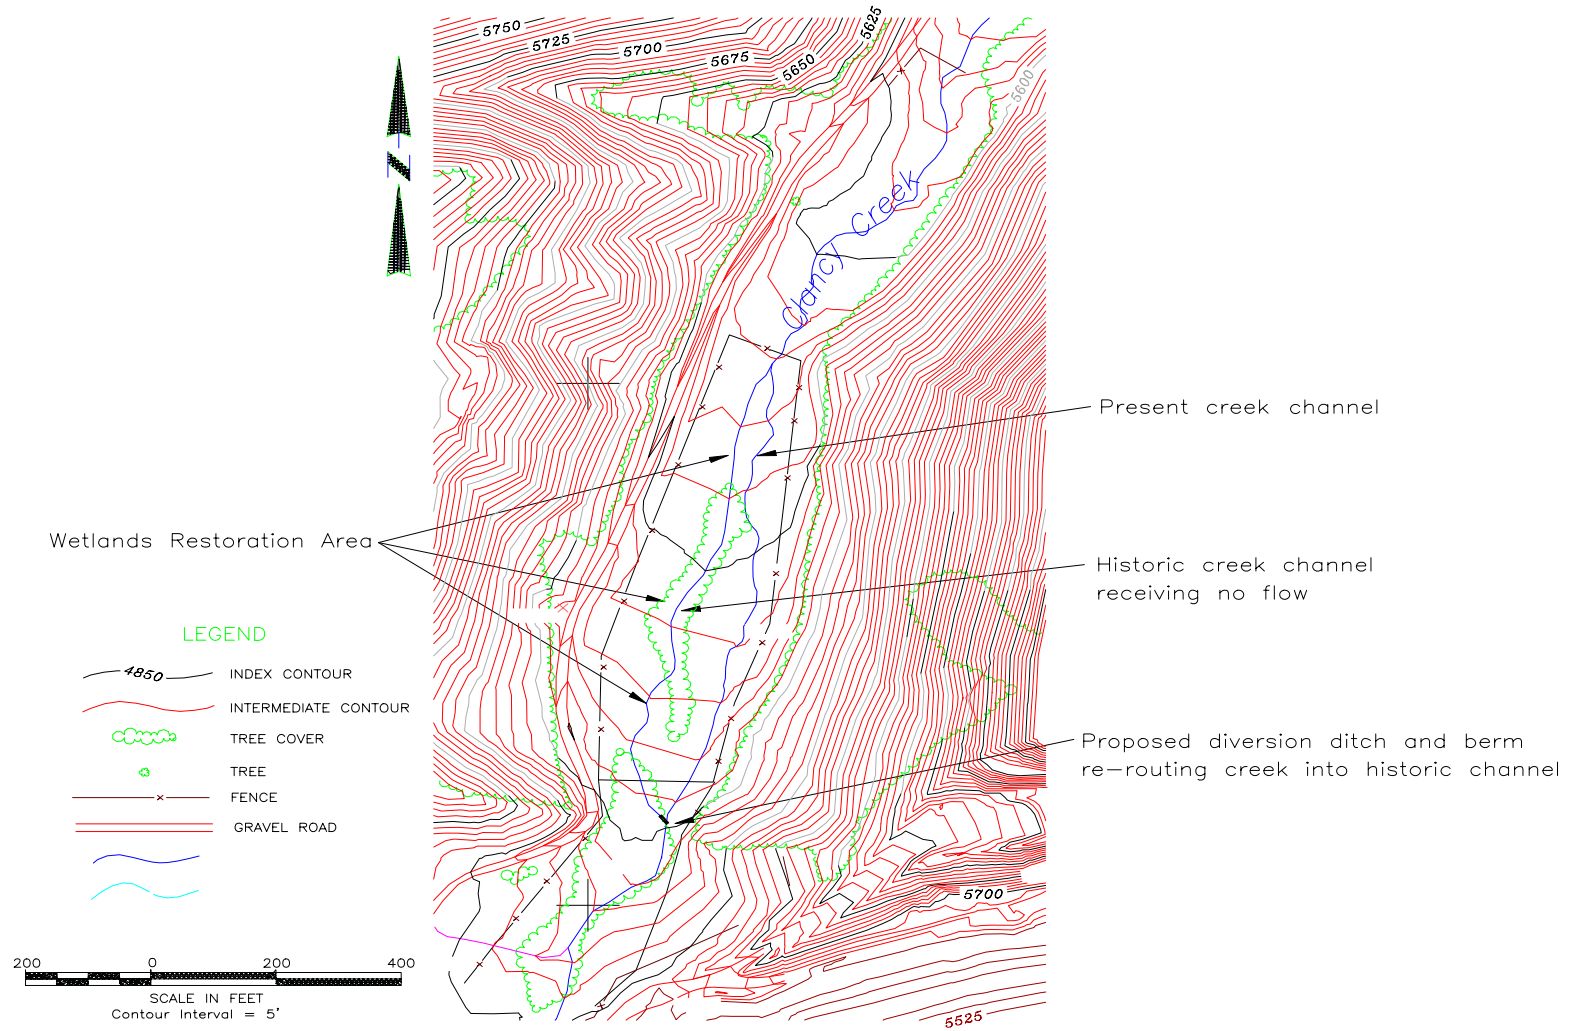 5750
5725
5700
5675
5650
5625
5600
N
Clancy Creek
Present creek channel
Wetlands Restoration Area
Historic creek channel
receiving no flow
LEGEND
4850
INDEX CONTOUR
INTERMEDIATE CONTOUR
TREE COVER
TREE
FENCE
GRAVEL ROAD
Proposed diversion ditch and berm
re-routing creek into historic channel
5700
200 0 200 400
SCALE IN FEET
Contour Interval = 5'
5525